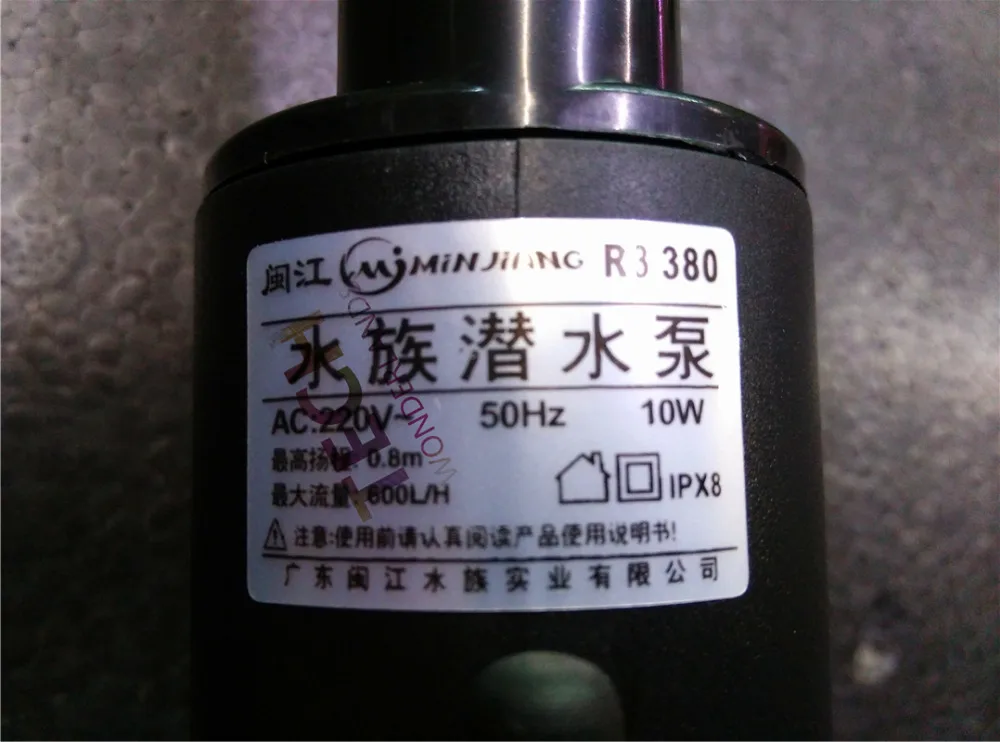 闽江 MJ MINJIANG 380
水族潜水泵
AC:220V~ 50Hz 10W
最高扬程: 0.8m
最大流量: 600L/H
IPX8
注意:使用前请认真阅读产品使用说明书!
广东闽江水族实业有限公司